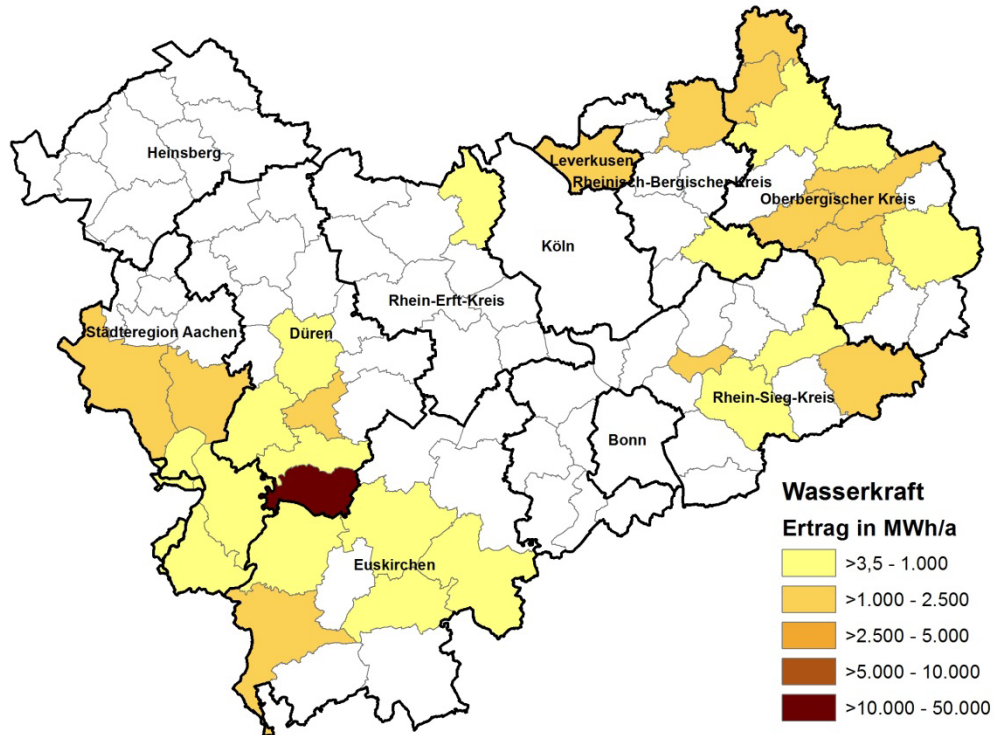 Heinsberg
Leverkusen
Rheinisch-Bergischer-Kreis
Oberbergischer Kreis
Köln
Rhein-Erft-Kreis
Städteregion Aachen
Düren
Rhein-Sieg-Kreis
Bonn
Euskirchen
Wasserkraft
Ertrag in MWh/a
>3,5 - 1.000
>1.000 - 2.500
>2.500 - 5.000
>5.000 - 10.000
>10.000 - 50.000